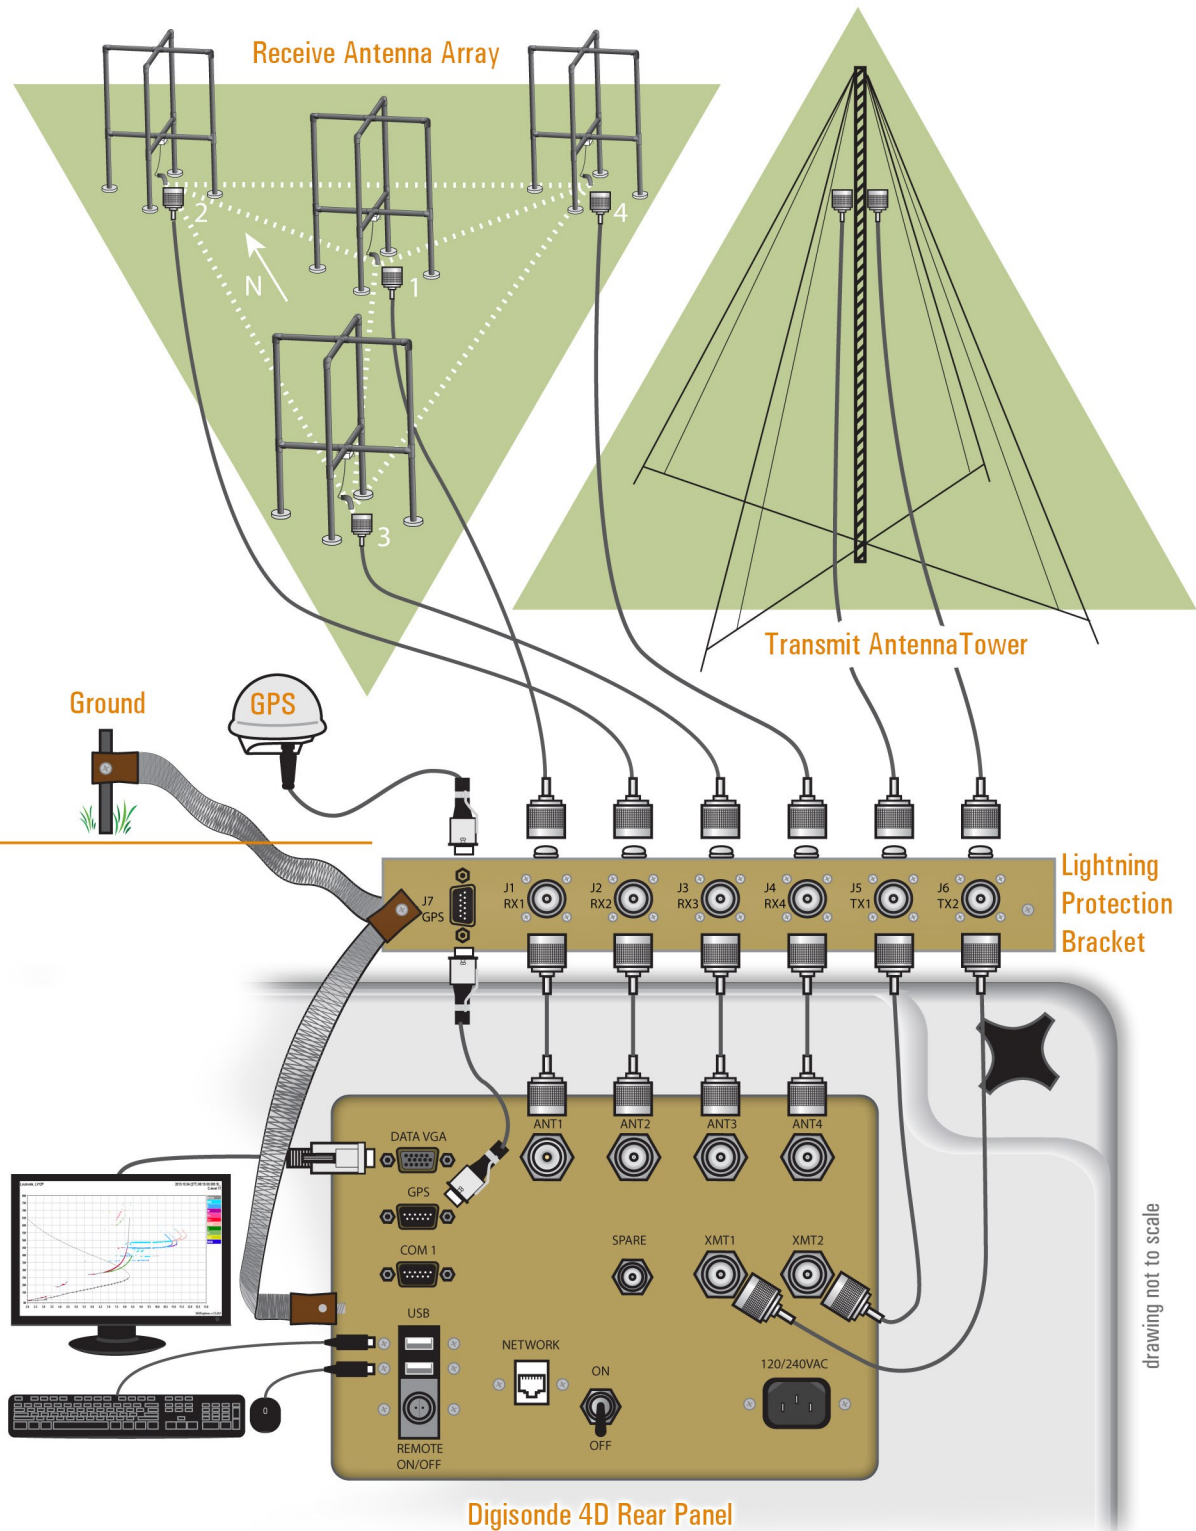 Receive Antenna Array
2
4
1
N
3
Transmit AntennaTower
Ground
GPS
Lightning
Protection
Bracket
J7
GPS
J1
RX1
J2
RX2
J3
RX3
J4
RX4
J5
TX1
J6
TX2
ANT1
ANT2
ANT3
ANT4
DATA VGA
GPS
COM 1
SPARE
XMT1
XMT2
USB
NETWORK
ON
OFF
120/240VAC
REMOTE
ON/OFF
drawing not to scale
Digisonde 4D Rear Panel